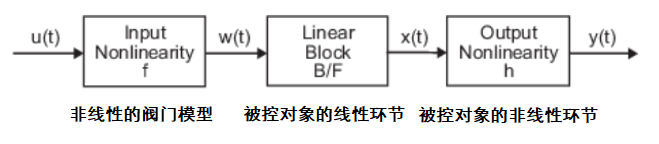 u(t)
Input
Nonlinearity
f
w(t)
Linear
Block
B/F
x(t)
Output
Nonlinearity
h
y(t)
非线性的阀门模型
被控对象的线性环节
被控对象的非线性环节